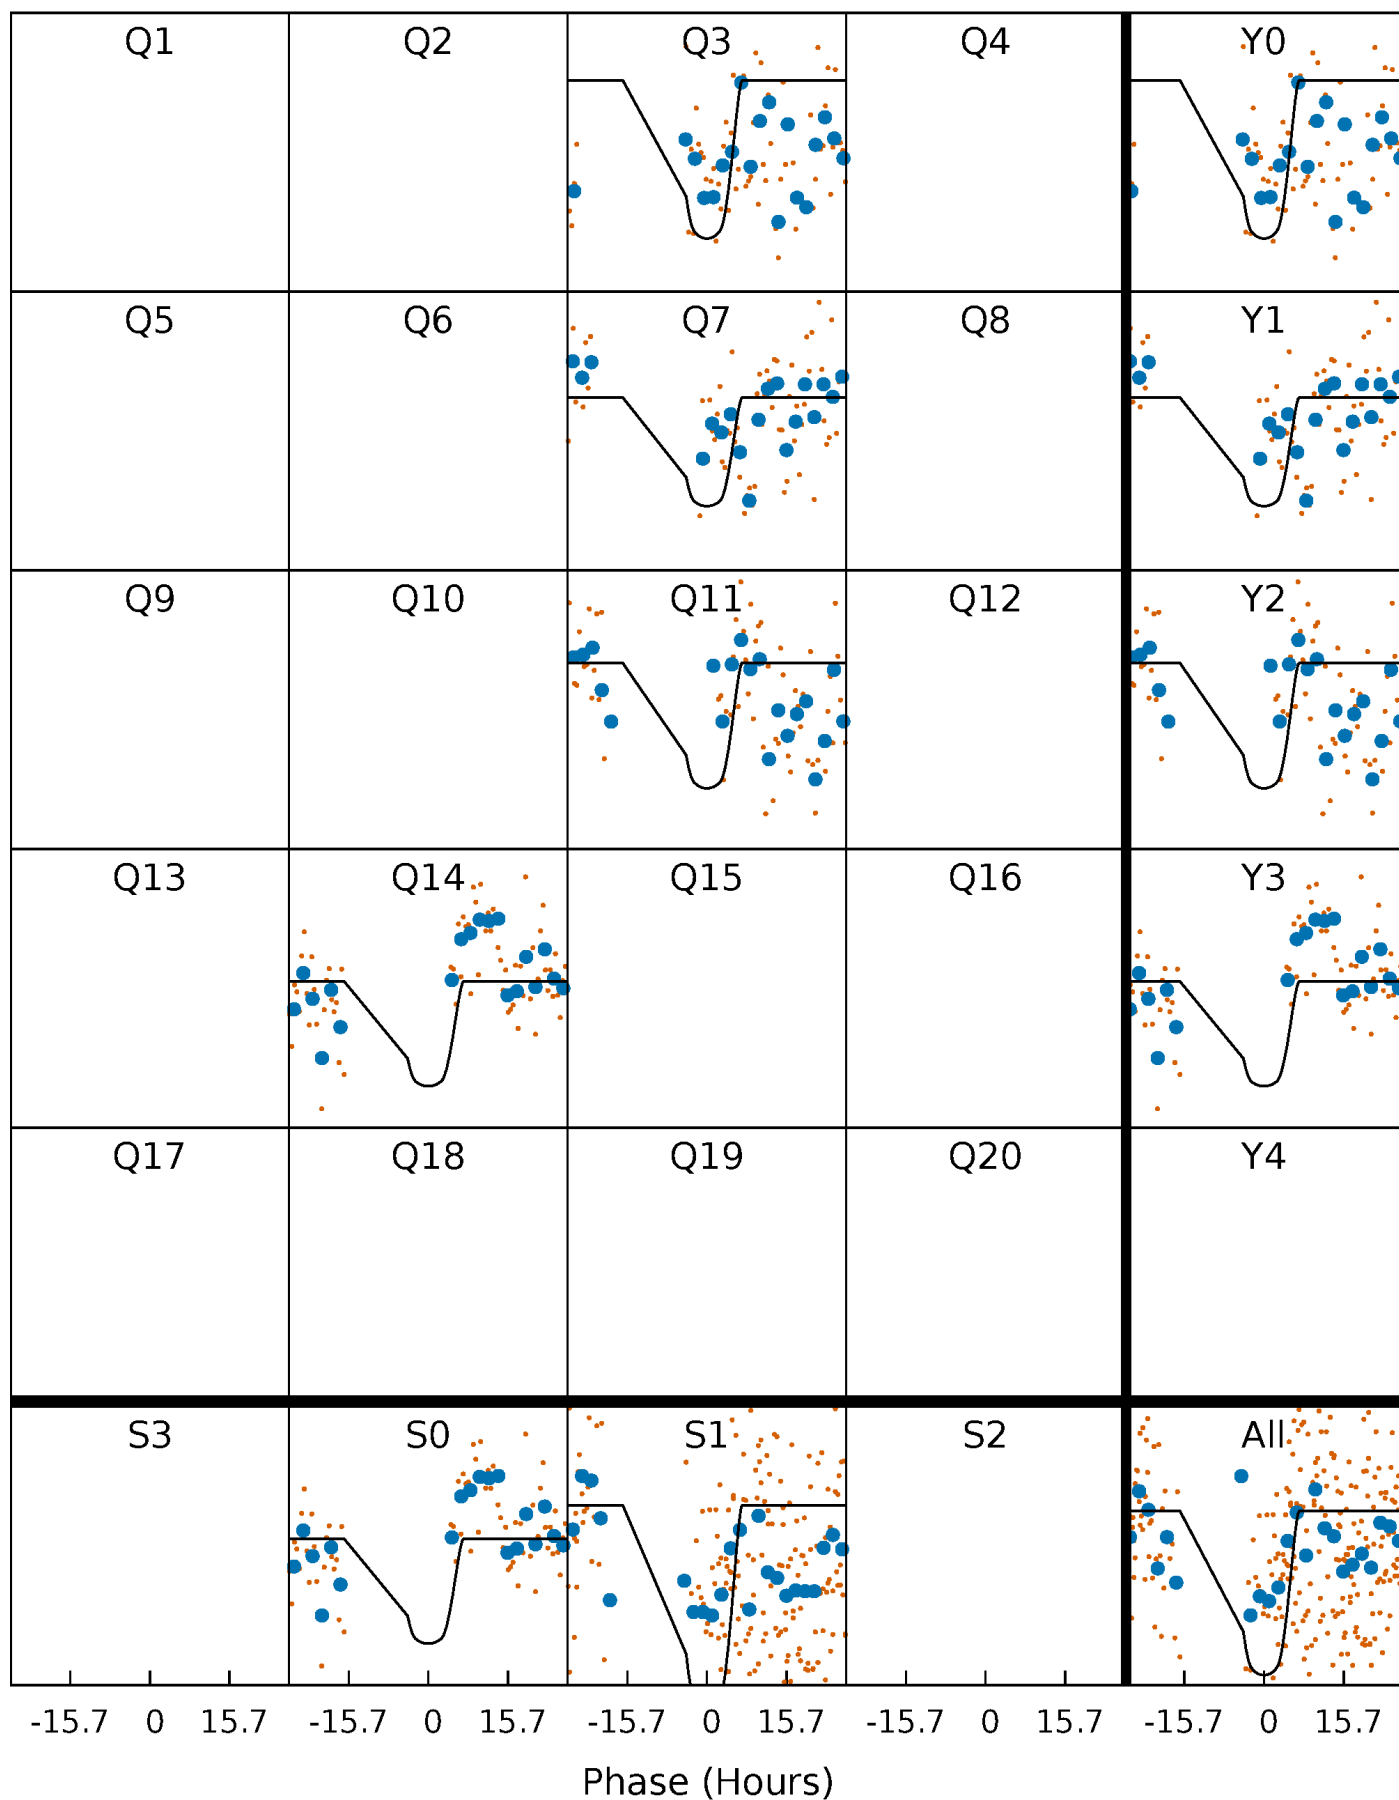 Q1 Q2 Q3 Q4 Y0
Q5 Q6 Q7 Q8 Y1
Q9 Q10 Q11 Q12 Y2
Q13 Q14 Q15 Q16 Y3
Q17 Q18 Q19 Q20 Y4
S3 S0 S1 S2 All
-15.7 0 15.7 -15.7 0 15.7 -15.7 0 15.7 -15.7 0 15.7 -15.7 0 15.7
Phase (Hours)